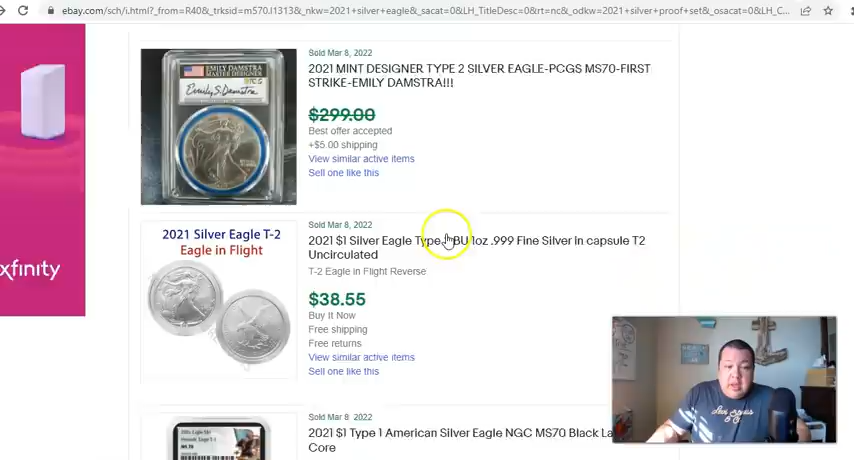 ebay.com/sch/i.html?_from=R40&_trksid=m570.l1313&_nkw=2021+silver+eagle&_sacat=0&LH_TitleDesc=0&rt=nc&_odkw=2021+silver+proof+set&_osacat=0&LH_C...
Sold Mar 8, 2022
2021 MINT DESIGNER TYPE 2 SILVER EAGLE-PCGS MS70-FIRST
STRIKE-EMILY DAMSTRA!!!
EMILY DAMSTRA
MASTER DESIGNER
PCGS
Emily S. Damstra
$299.00
Best offer accepted
+$5.00 shipping
View similar active items
Sell one like this
xfinity
2021 Silver Eagle T-2
Eagle in Flight
Sold Mar 8, 2022
2021 $1 Silver Eagle Type BU 1oz .999 Fine Silver in capsule T2
Uncirculated
T-2 Eagle in Flight Reverse
$38.55
Buy It Now
Free shipping
Free returns
View similar active items
Sell one like this
Sold Mar 8, 2022
2021 $1 Type 1 American Silver Eagle NGC MS70 Black La
Core